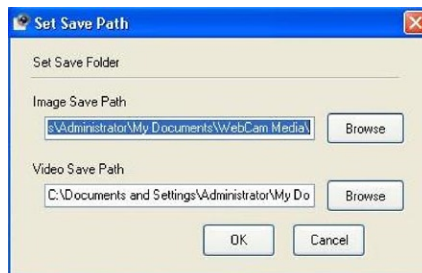 Set Save Path
Set Save Folder
Image Save Path
s\Administrator\My Documents\WebCam Media\
Browse
Video Save Path
C:\Documents and Settings\Administrator\My Do
Browse
OK
Cancel